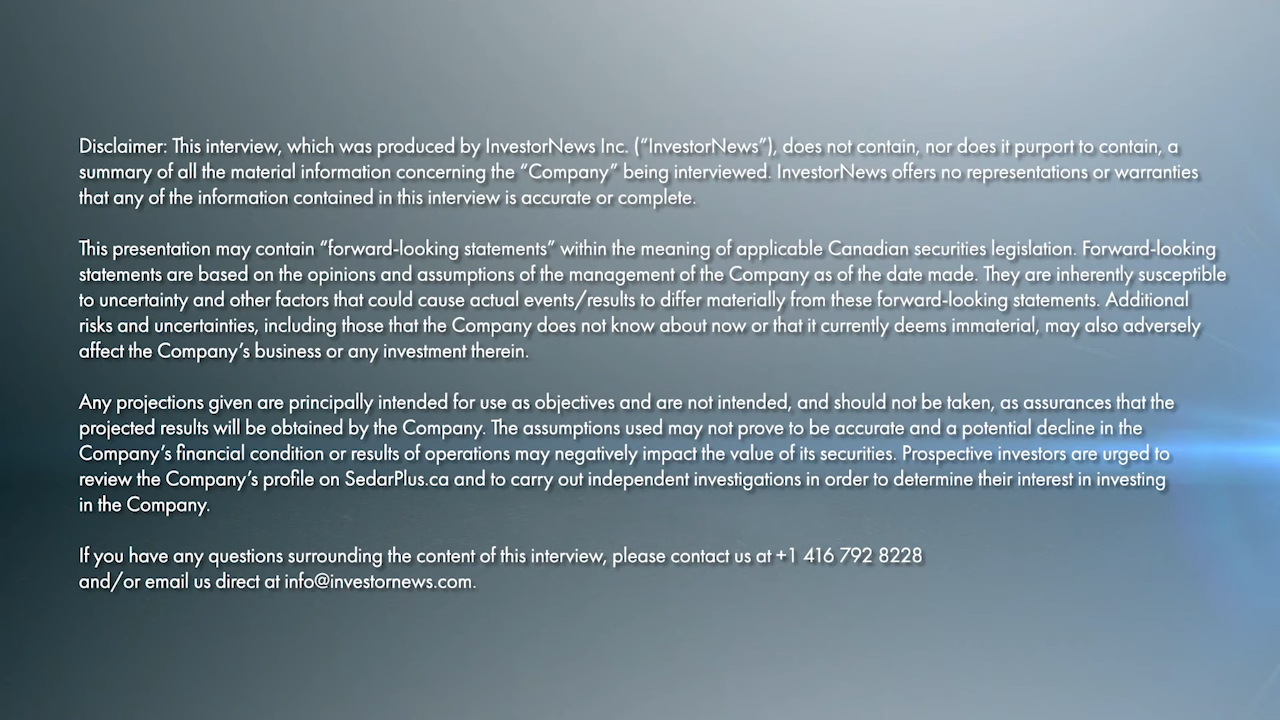 Disclaimer: This interview, which was produced by InvestorNews Inc. (“InvestorNews”), does not contain, nor does it purport to contain, a
summary of all the material information concerning the “Company” being interviewed. InvestorNews offers no representations or warranties
that any of the information contained in this interview is accurate or complete.
This presentation may contain “forward-looking statements” within the meaning of applicable Canadian securities legislation. Forward-looking
statements are based on the opinions and assumptions of the management of the Company as of the date made. They are inherently susceptible
to uncertainty and other factors that could cause actual events/results to differ materially from these forward-looking statements. Additional
risks and uncertainties, including those that the Company does not know about now or that it currently deems immaterial, may also adversely
affect the Company’s business or any investment therein.
Any projections given are principally intended for use as objectives and are not intended, and should not be taken, as assurances that the
projected results will be obtained by the Company. The assumptions used may not prove to be accurate and a potential decline in the
Company’s financial condition or results of operations may negatively impact the value of its securities. Prospective investors are urged to
review the Company’s profile on SedarPlus.ca and to carry out independent investigations in order to determine their interest in investing
in the Company.
If you have any questions surrounding the content of this interview, please contact us at +1 416 792 8228
and/or email us direct at info@investornews.com.